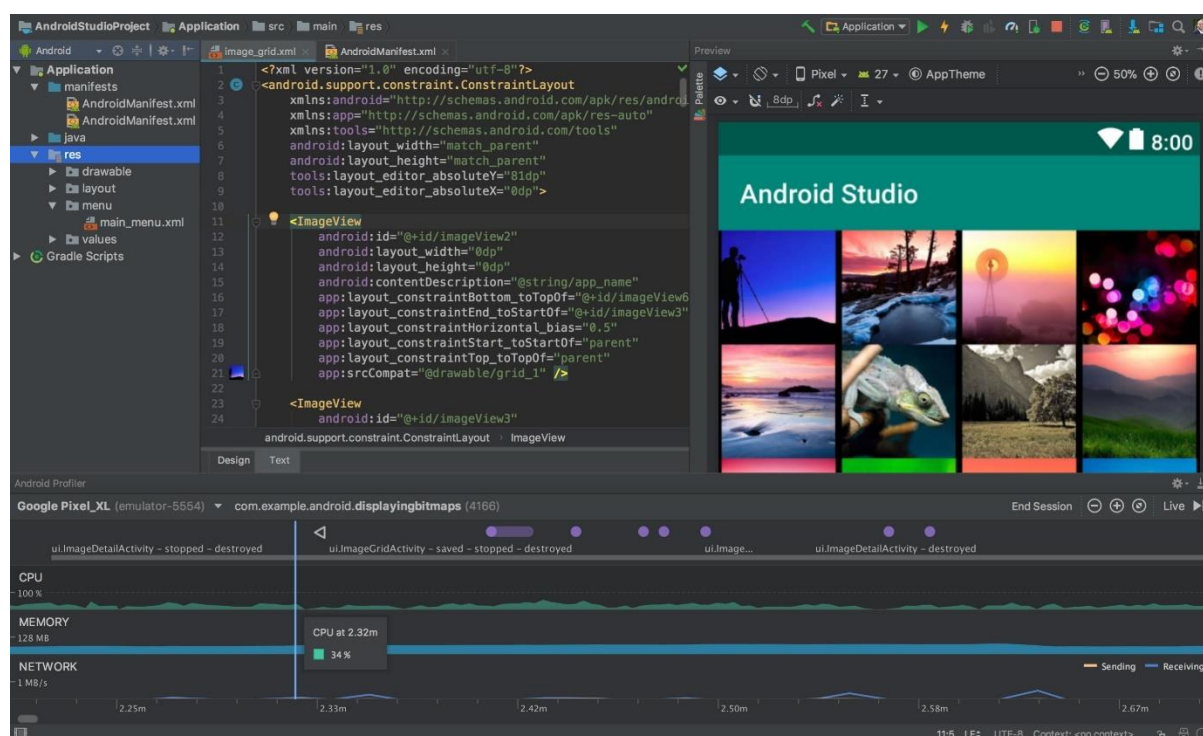 AndroidStudioProject Application src main res
Application
Android
image_grid.xml
AndroidManifest.xml
Application
manifests
AndroidManifest.xml
AndroidManifest.xml
java
res
drawable
layout
menu
main_menu.xml
values
Gradle Scripts
1 <?xml version="1.0" encoding="utf-8"?>
2 <android.support.constraint.ConstraintLayout
3 xmlns:android="http://schemas.android.com/apk/res/androi
4 xmlns:app="http://schemas.android.com/apk/res-auto"
5 xmlns:tools="http://schemas.android.com/tools"
6 android:layout_width="match_parent"
7 android:layout_height="match_parent"
8 tools:layout_editor_absoluteY="81dp"
9 tools:layout_editor_absoluteX="0dp">
10
11 <ImageView
12 android:id="@+id/imageView2"
13 android:layout_width="0dp"
14 android:layout_height="0dp"
15 android:contentDescription="@string/app_name"
16 app:layout_constraintBottom_toTopOf="@+id/imageView6
17 app:layout_constraintEnd_toStartOf="@+id/imageView3"
18 app:layout_constraintHorizontal_bias="0.5"
19 app:layout_constraintStart_toStartOf="parent"
20 app:layout_constraintTop_toTopOf="parent"
21 app:srcCompat="@drawable/grid_1" />
22
23 <ImageView
24 android:id="@+id/imageView3"
android.support.constraint.ConstraintLayout › ImageView
Design Text
Preview
Palette
Pixel 27 AppTheme » 50%
8dp
8:00
Android Studio
Android Profiler
Google Pixel_XL (emulator-5554) com.example.android.displayingbitmaps (4166)
End Session Live
ui.ImageDetailActivity – stopped – destroyed
ui.ImageGridActivity – saved – stopped – destroyed
ui.Image...
ui.ImageDetailActivity – destroyed
CPU
100 %
MEMORY
128 MB
CPU at 2.32m
34 %
NETWORK
1 MB/s
Sending Receiving
2.25m 2.33m 2.42m 2.50m 2.58m 2.67m
11:5 LF÷ UTF-8 Context: <no context>